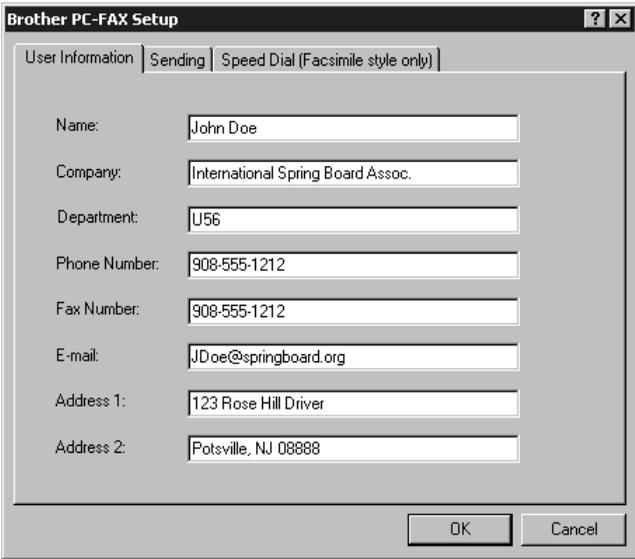 Brother PC-FAX Setup
User Information Sending Speed Dial (Facsimile style only)
Name: John Doe
Company: International Spring Board Assoc.
Department: U56
Phone Number: 908-555-1212
Fax Number: 908-555-1212
E-mail: JDoe@springboard.org
Address 1: 123 Rose Hill Driver
Address 2: Potsville, NJ 08888
OK Cancel